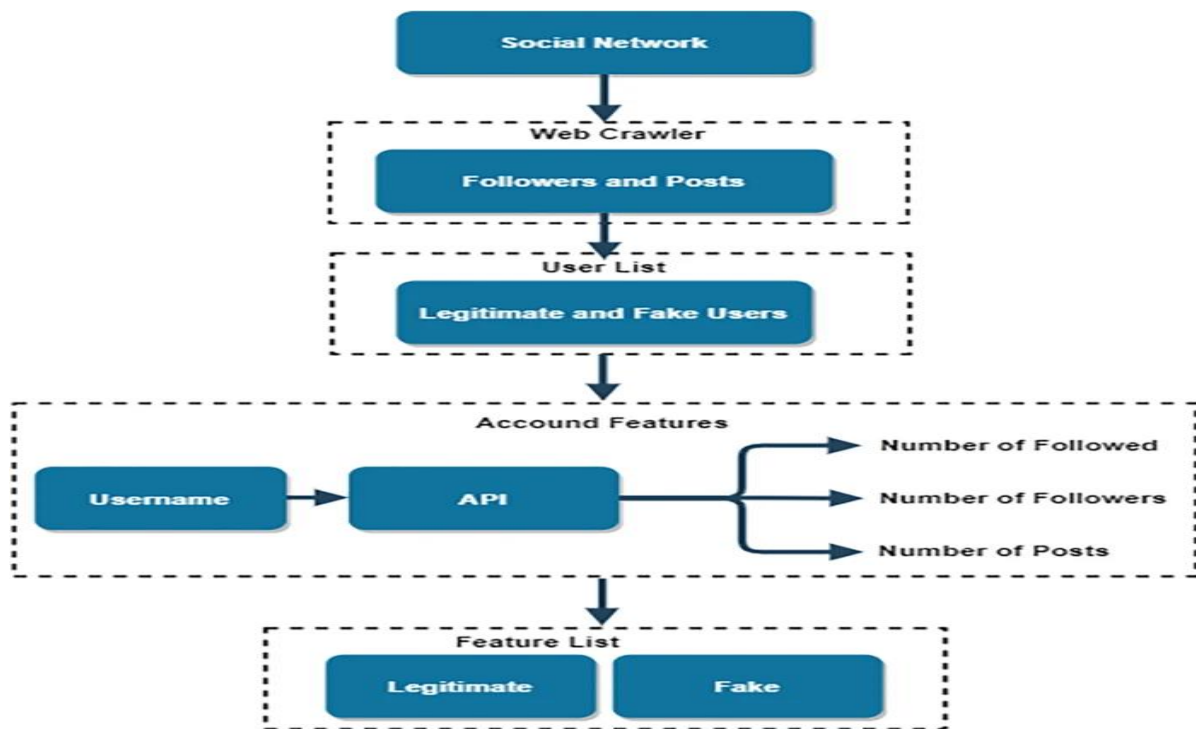 Social Network
Web Crawler
Followers and Posts
User List
Legitimate and Fake Users
Accound Features
Username
API
Number of Followed
Number of Followers
Number of Posts
Feature List
Legitimate
Fake